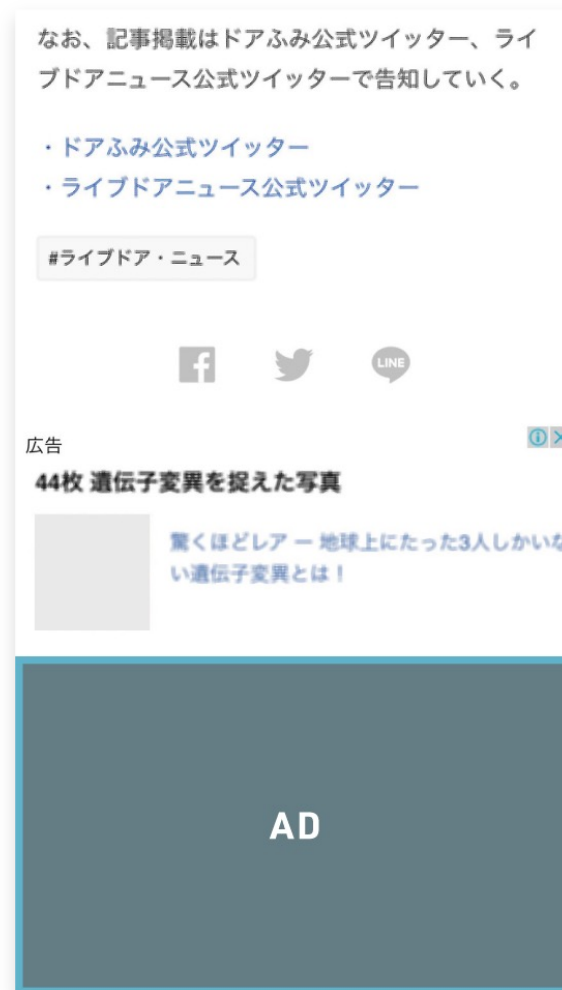 なお、記事掲載はドアふみ公式ツイッター、ライ
ブドアニュース公式ツイッターで告知していく。
・ドアふみ公式ツイッター
・ライブドアニュース公式ツイッター
#ライブドア・ニュース
LINE
広告
44枚 遺伝子変異を捉えた写真
驚くほどレア ー 地球上にたった3人しかいな
い遺伝子変異とは！
AD